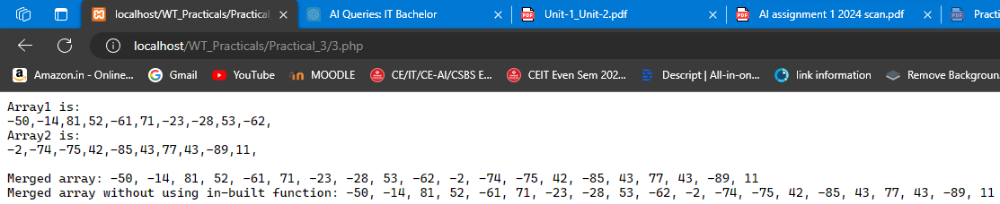 localhost/WT_Practicals/Practical AI Queries: IT Bachelor Unit-1_Unit-2.pdf AI assignment 1 2024 scan.pdf Practi
localhost/WT_Practicals/Practical_3/3.php
Amazon.in - Online... Gmail YouTube MOODLE CE/IT/CE-AI/CSBS E... CEIT Even Sem 202... Descript | All-in-on... link information Remove Backgroun
Array1 is:
-50,-14,81,52,-61,71,-23,-28,53,-62,
Array2 is:
-2,-74,-75,42,-85,43,77,43,-89,11,
Merged array: -50, -14, 81, 52, -61, 71, -23, -28, 53, -62, -2, -74, -75, 42, -85, 43, 77, 43, -89, 11
Merged array without using in-built function: -50, -14, 81, 52, -61, 71, -23, -28, 53, -62, -2, -74, -75, 42, -85, 43, 77, 43, -89, 11